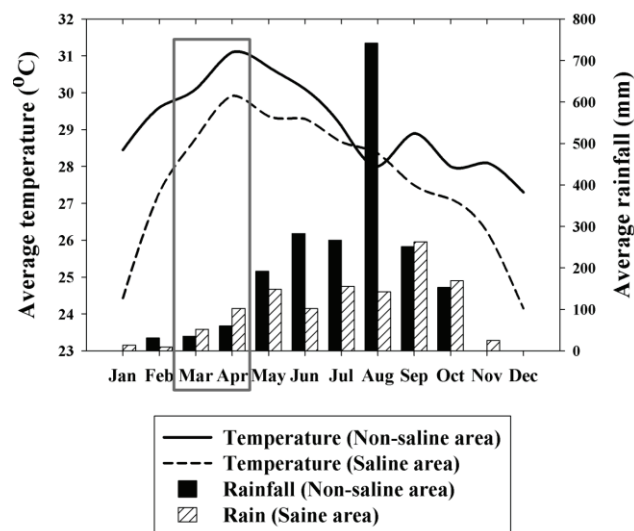 Average temperature (⁰C)
32
31
30
29
28
27
26
25
24
23
800
700
600
500
400
300
200
100
0
Average rainfall (mm)
Jan Feb Mar Apr May Jun Jul Aug Sep Oct Nov Dec
Temperature (Non-saline area)
Temperature (Saline area)
Rainfall (Non-saline area)
Rain (Saine area)